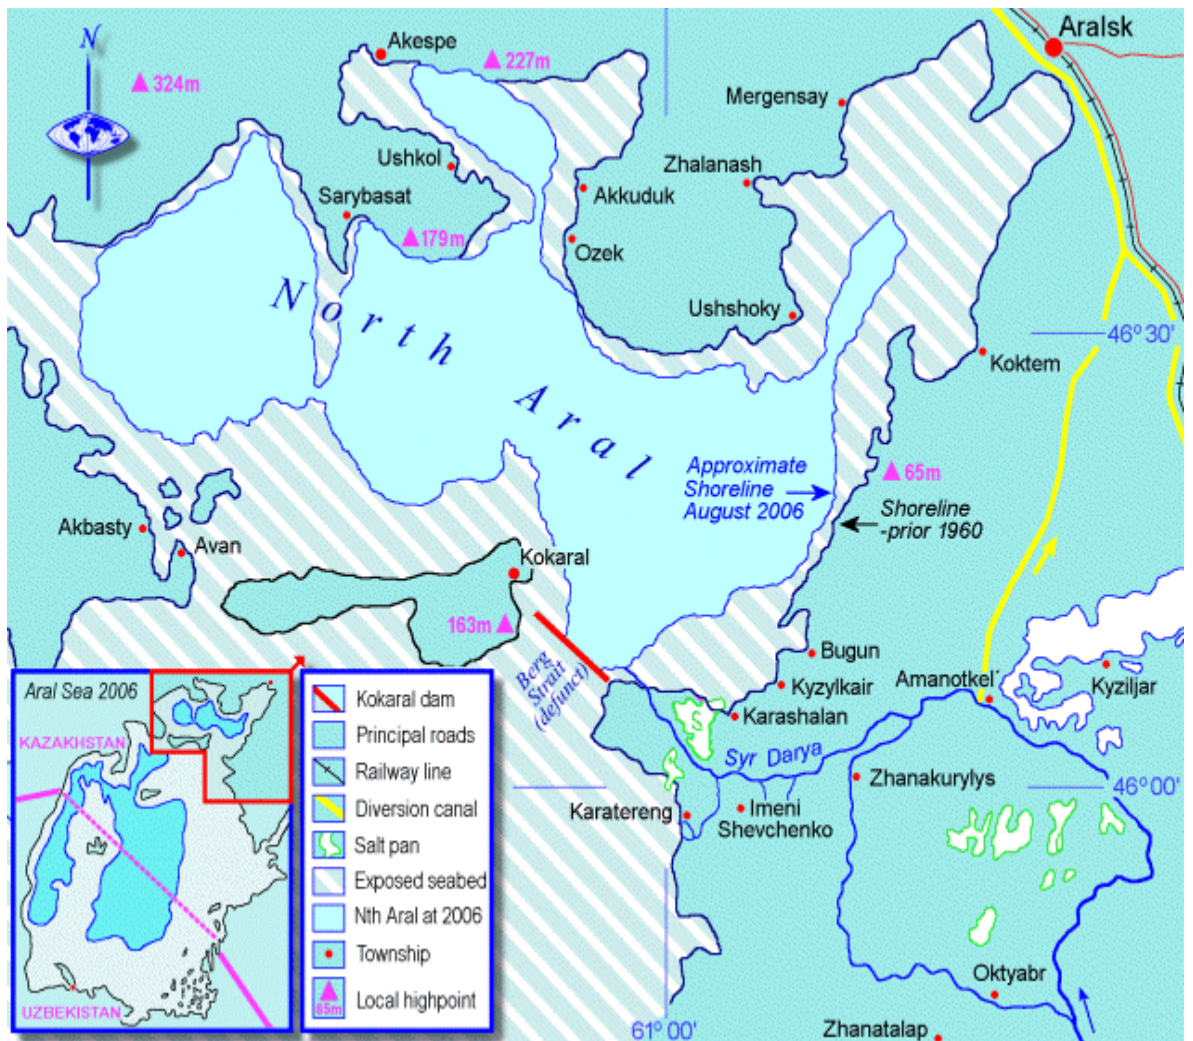 N
324m
Akespe
227m
Aralsk
Mergensay
Ushkol
Zhalanash
Akkuduk
Sarybasat
179m
Ozek
North Aral
Ushshoky
46° 30'
Koktem
Approximate
Shoreline
August 2006
65m
Shoreline
-prior 1960
Akbasty
Avan
Kokaral
163m
Berg
Strait
(defunct)
Bugun
Kyzylkair
Amanotkel'
Kyziljar
Karashalan
S
Syr Darya
Zhanakurylys
46° 00'
Karatereng
Imeni
Shevchenko
Oktyabr
61° 00'
Zhanatalap
Aral Sea 2006
KAZAKHSTAN
UZBEKISTAN
Kokaral dam
Principal roads
Railway line
Diversion canal
S
Salt pan
Exposed seabed
Nth Aral at 2006
Township
65m
Local highpoint